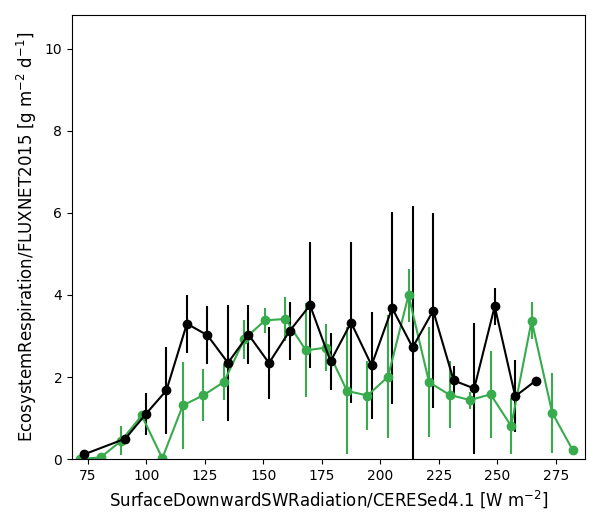 10
8
6
4
2
0
75 100 125 150 175 200 225 250 275
EcosystemRespiration/FLUXNET2015 [g m⁻² d⁻¹]
SurfaceDownwardSWRadiation/CERESed4.1 [W m⁻²]